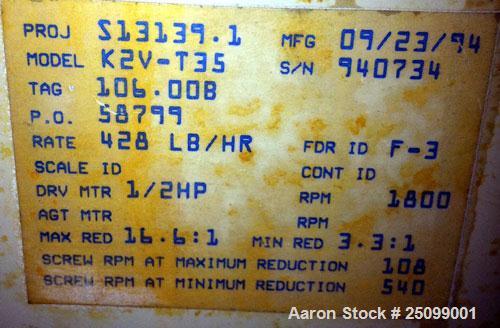 PROJ S13139.1 MFG 09/23/94
MODEL K2V-T35 S/N 940734
TAG 106.00B
P.O. 58799
RATE 428 LB/HR FDR ID F-3
SCALE ID CONT ID
DRV MTR 1/2HP RPM 1800
AGT MTR RPM
MAX RED 16.6:1 MIN RED 3.3:1
SCREW RPM AT MAXIMUM REDUCTION 108
SCREW RPM AT MINIMUM REDUCTION 540
Aaron Stock # 25099001